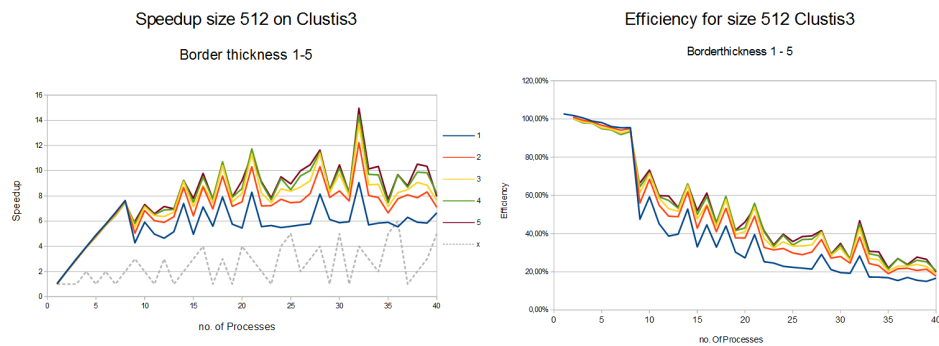 Speedup size 512 on Clustis3
Border thickness 1-5
16
14
12
10
8
6
4
2
0
Speedup
0 5 10 15 20 25 30 35 40
no. of Processes
1
2
3
4
5
x
Efficiency for size 512 Clustis3
Borderthickness 1 - 5
120,00%
100,00%
80,00%
60,00%
40,00%
20,00%
0,00%
Efficiency
0 5 10 15 20 25 30 35 40
no. Of Processes